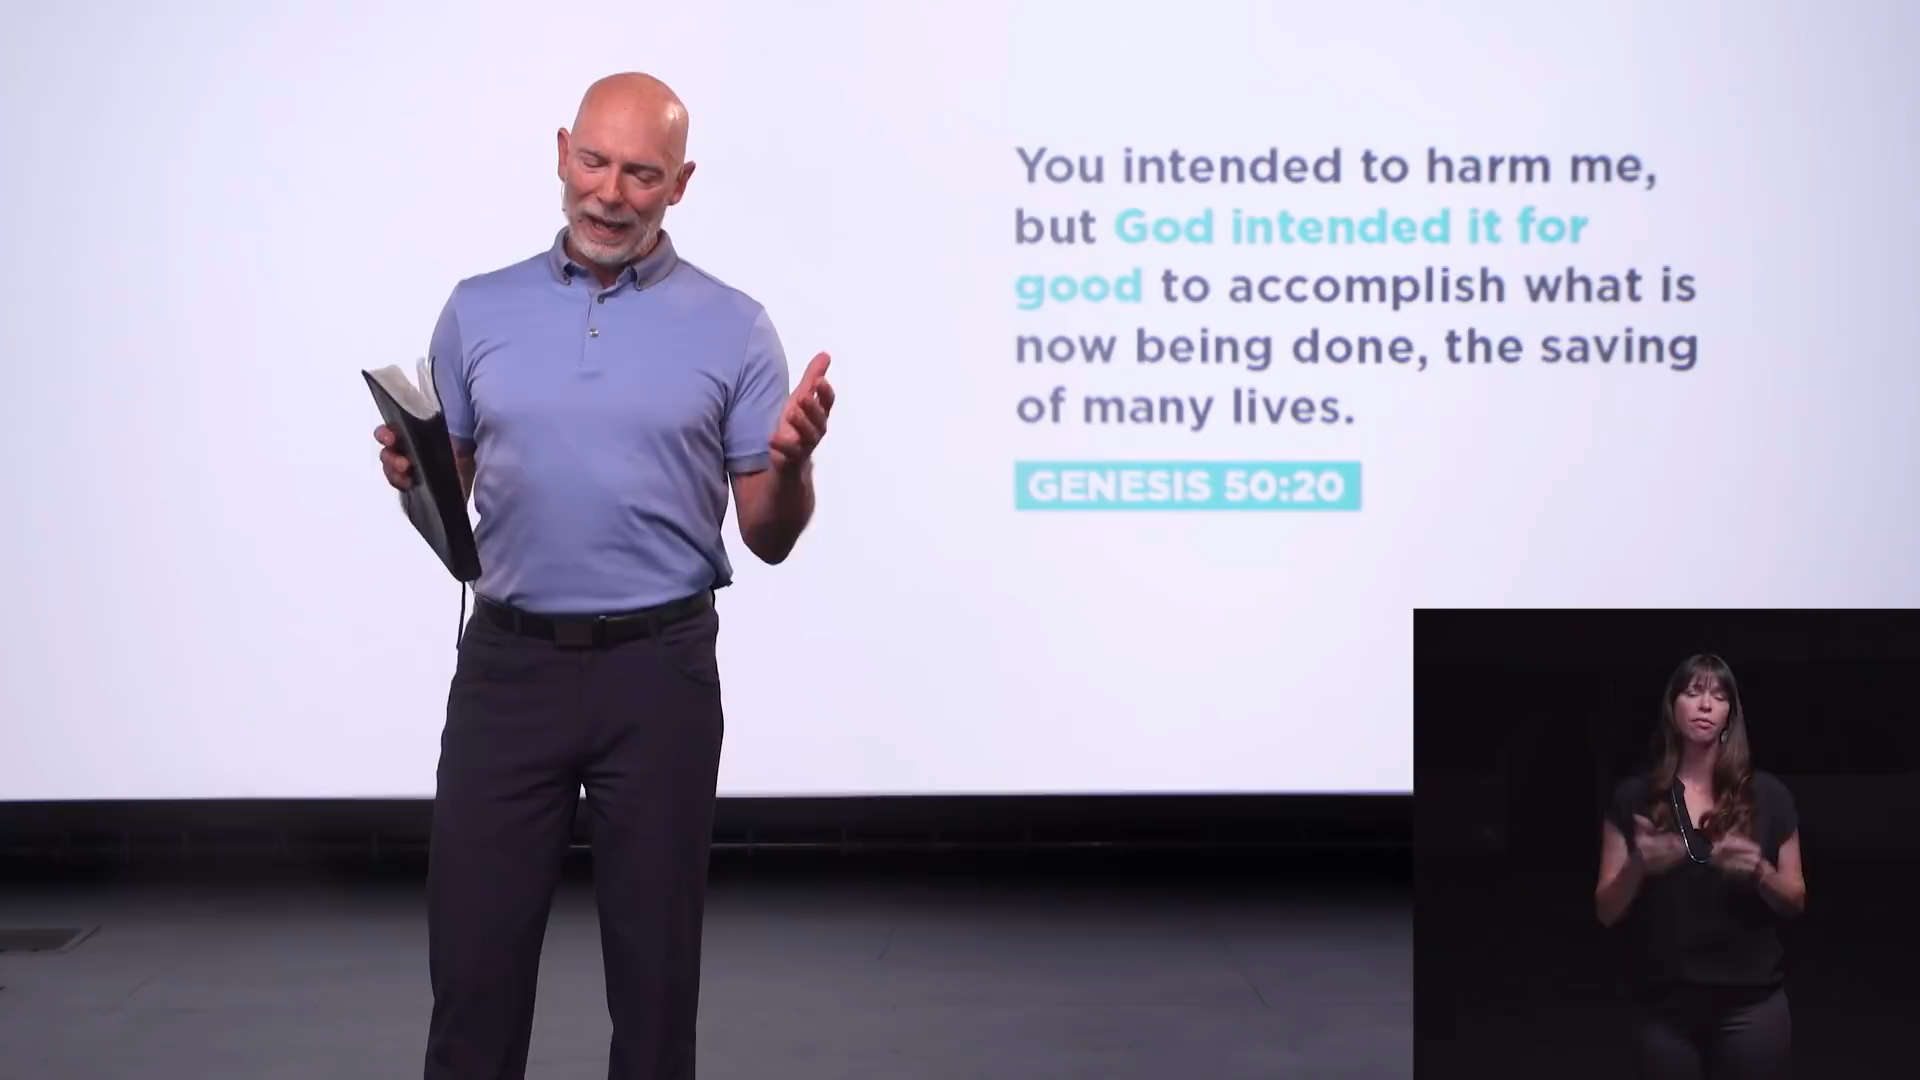 You intended to harm me,
but God intended it for
good to accomplish what is
now being done, the saving
of many lives.
GENESIS 50:20